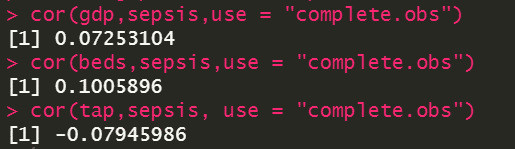 > cor(gdp,sepsis,use = "complete.obs")
[1] 0.07253104
> cor(beds,sepsis,use = "complete.obs")
[1] 0.1005896
> cor(tap,sepsis, use = "complete.obs")
[1] -0.07945986